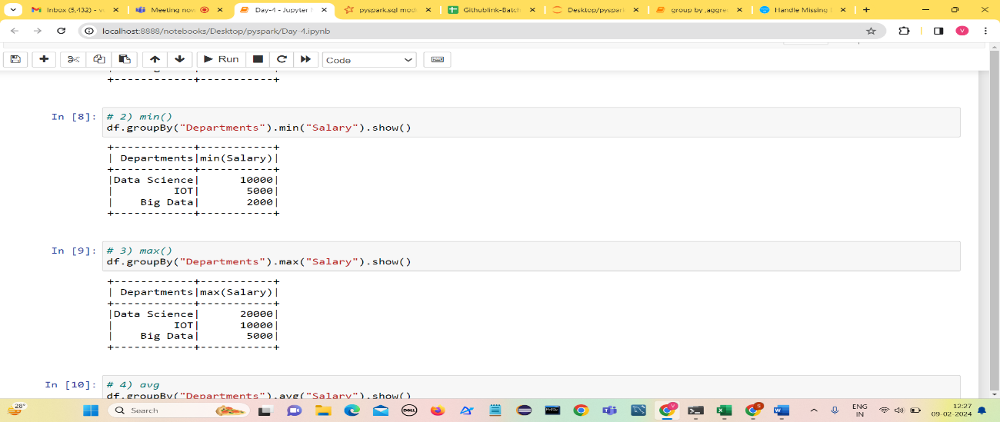 Inbox (5,432) - v
Meeting now
Day-4 - Jupyter
pyspark.sql mod
Githublink-Batch
Desktop/pyspark
group by ,aggre
Handle Missing
localhost:8888/notebooks/Desktop/pyspark/Day-4.ipynb
V
Run
Code
+------------+-----------+
In [8]:
# 2) min()
df.groupBy("Departments").min("Salary").show()
+------------+-----------+
| Departments|min(Salary)|
+------------+-----------+
|Data Science|      10000|
|         IOT|       5000|
|    Big Data|       2000|
+------------+-----------+
In [9]:
# 3) max()
df.groupBy("Departments").max("Salary").show()
+------------+-----------+
| Departments|max(Salary)|
+------------+-----------+
|Data Science|      20000|
|         IOT|      10000|
|    Big Data|       5000|
+------------+-----------+
In [10]:
# 4) avg
df.groupBy("Departments").avg("Salary").show()
28°
Search
DELL
ENG
IN
12:27
09-02-2024